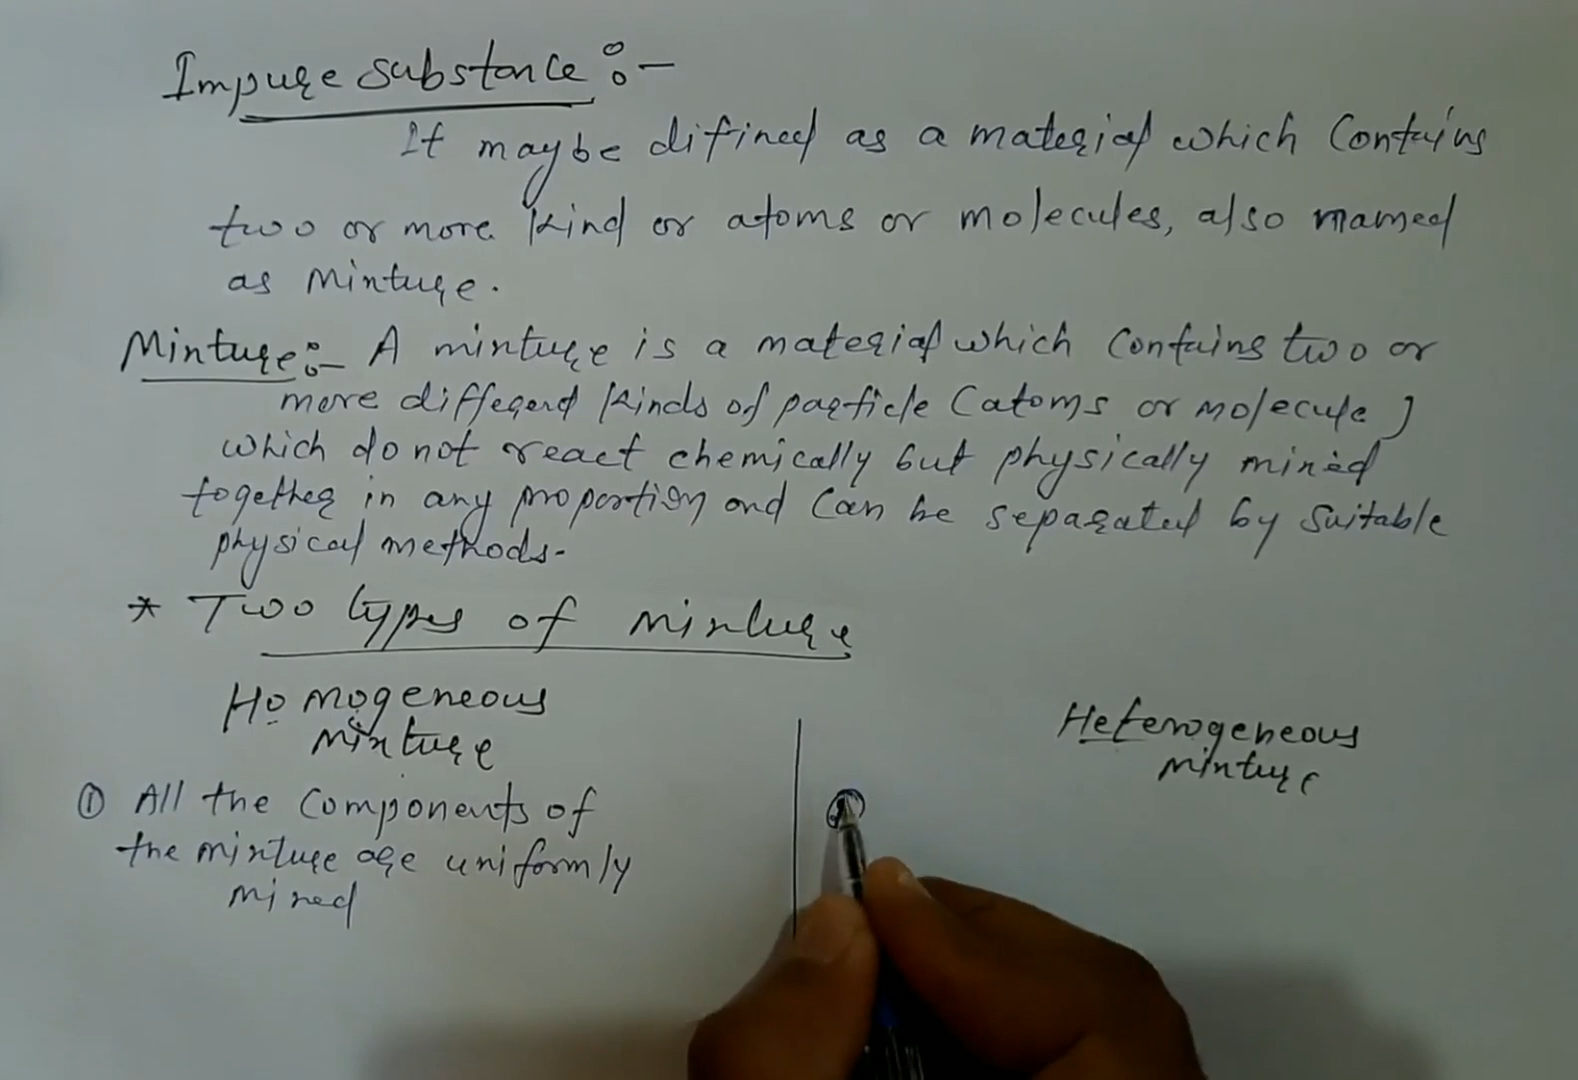 Impure substance :-
It maybe difined as a material which Contains
two or more kind or atoms or molecules, also named
as Mixture.
Mixture:- A mixture is a material which Contains two or
more differend kinds of particle (atoms or molecule)
which do not react chemically but physically mixed
together in any proportion and Can be separated by Suitable
physical methods-
* Two types of mixture
Homogeneous
mixture
Heterogeneous
mixture
① All the Components of
the mixture are uniformly
mixed